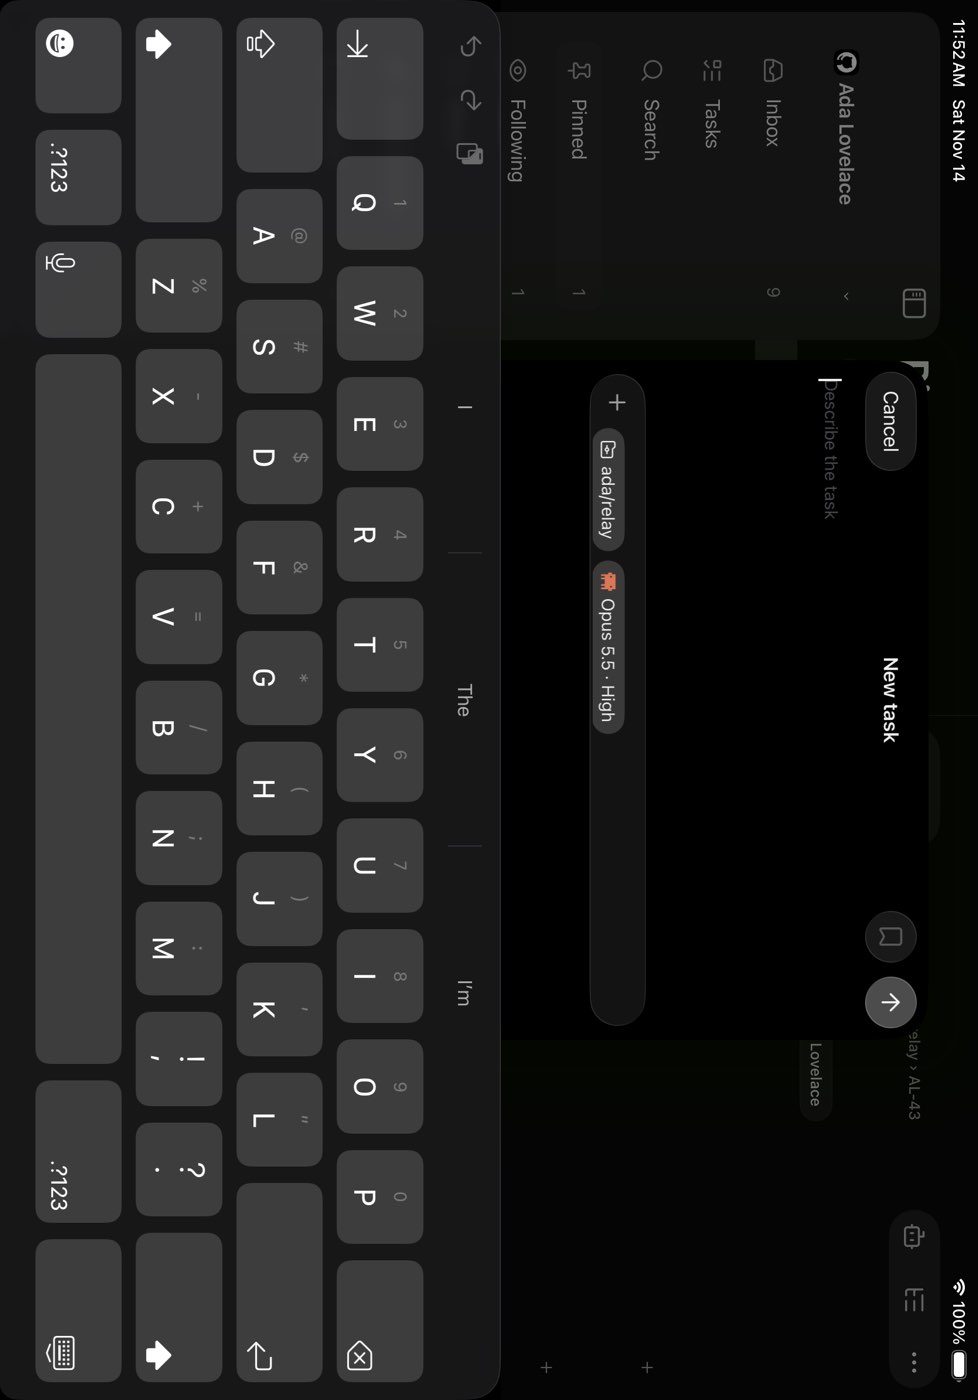 11:52 AM Sat Nov 14
100%
Cancel
New task
elay › AL-43
Ada Lovelace
Describe the task
Lovelace
Inbox 9
Tasks
Search
ada/relay
Opus 5.5 · High
Pinned 1
Following 1
I The I’m
1 2 3 4 5 6 7 8 9 0
Q W E R T Y U I O P
@ # $ & * ( ) ' "
A S D F G H J K L
% - + = / ; : ! ?
Z X C V B N M , .
.?123 .?123